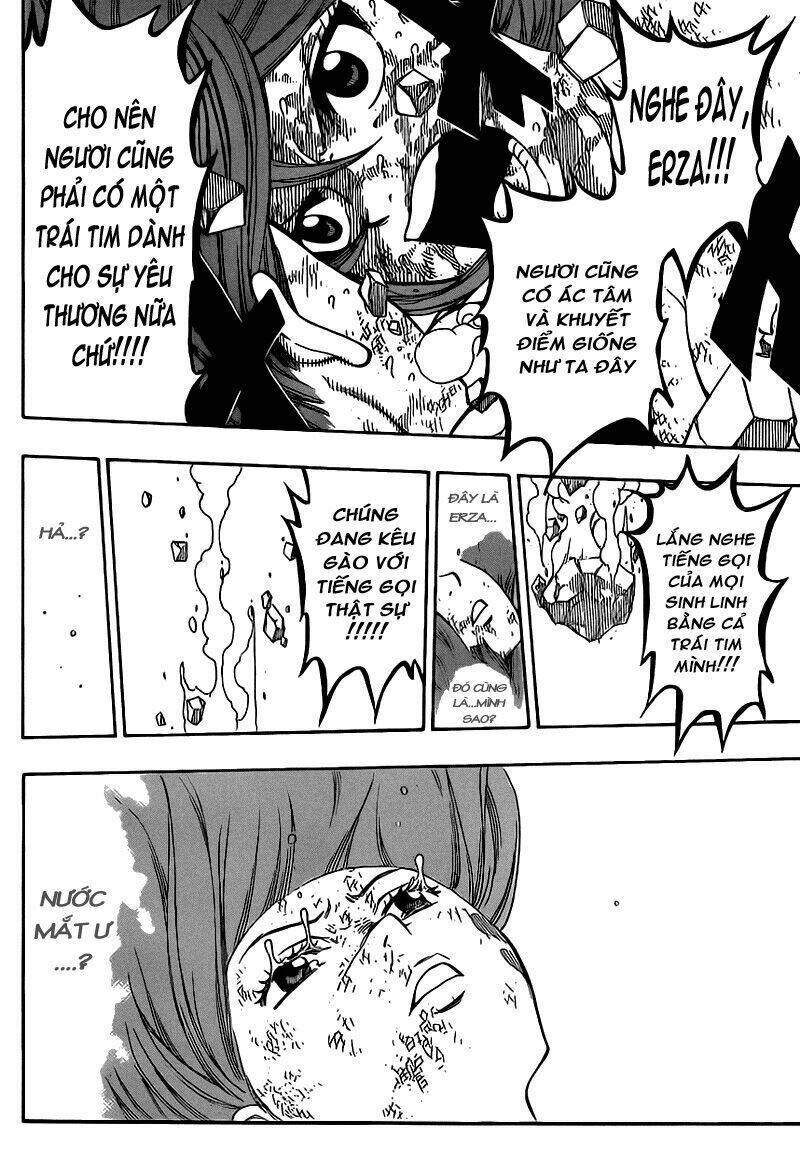 NGHE ĐÂY,
ERZA!!!
NGƯƠI CŨNG
CÓ ÁC TÂM
VÀ KHUYẾT
ĐIỂM GIỐNG
NHƯ TA ĐÂY
CHO NÊN
NGƯƠI CŨNG
PHẢI CÓ MỘT
TRÁI TIM DÀNH
CHO SỰ YÊU
THƯƠNG NỮA
CHỨ!!!!
LẮNG NGHE
TIẾNG GỌI
CỦA MỌI
SINH LINH
BẰNG CẢ
TRÁI TIM
MÌNH!!!
ĐÂY LÀ
ERZA...
ĐÓ CŨNG
LÀ...MÌNH
SAO?
CHÚNG
ĐANG KÊU
GÀO VỚI
TIẾNG GỌI
THẬT SỰ
!!!!!
HẢ...?
NƯỚC
MẮT Ư
....?